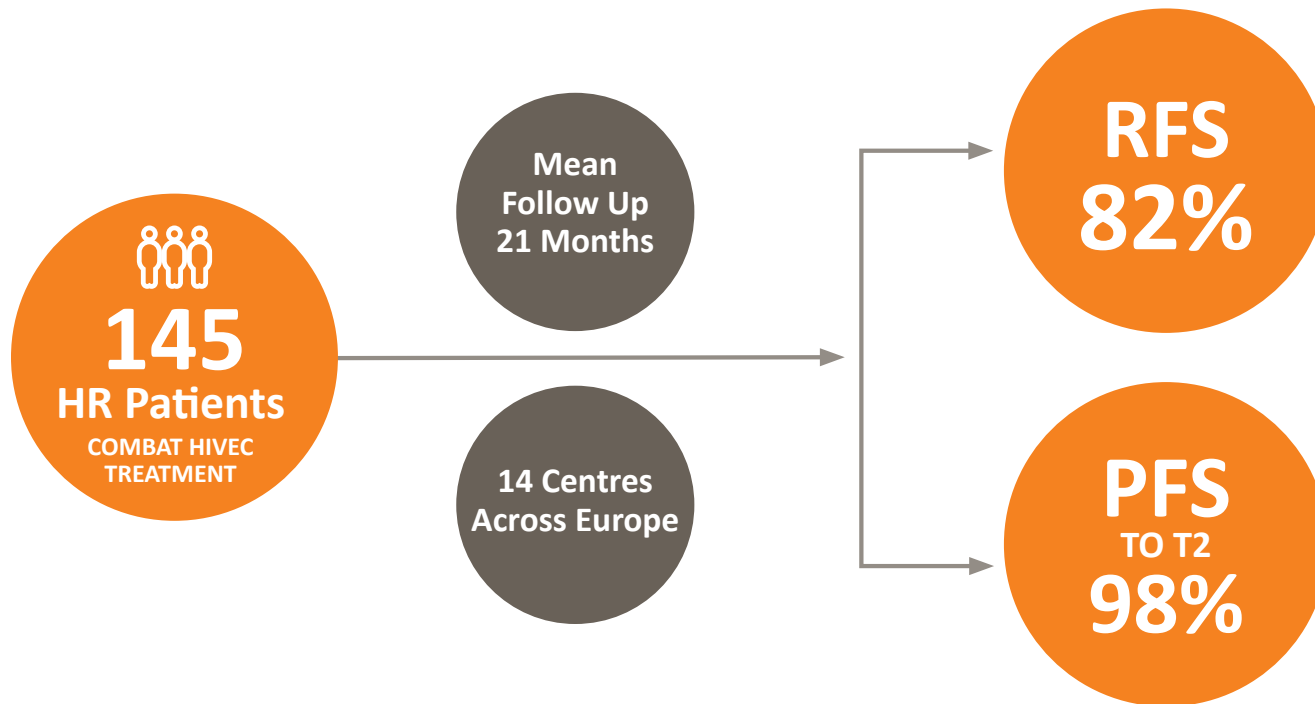 145
HR Patients
COMBAT HIVEC
TREATMENT
Mean
Follow Up
21 Months
14 Centres
Across Europe
RFS
82%
PFS
TO T2
98%